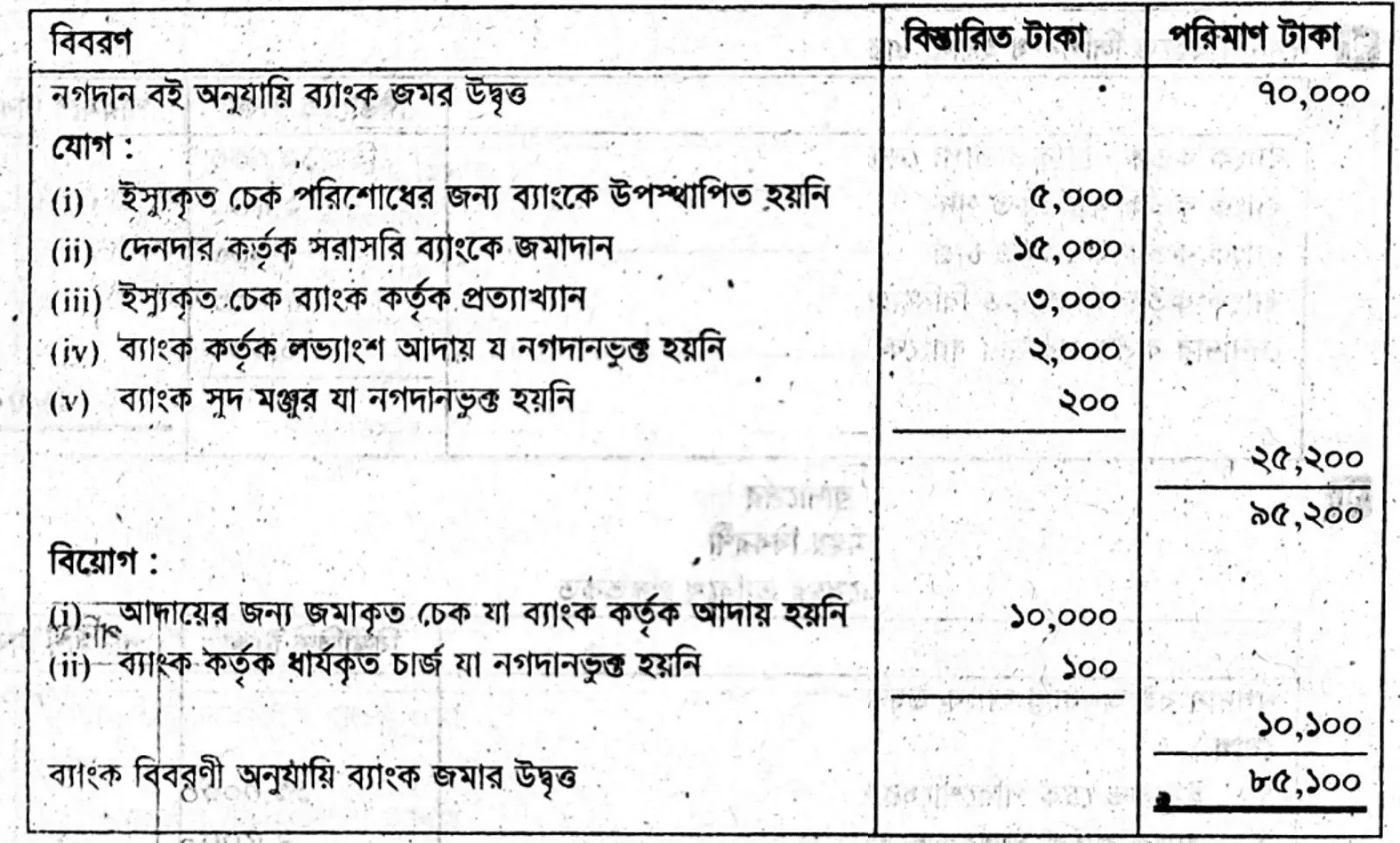 বিবরণ বিস্তারিত টাকা পরিমাণ টাকা
নগদান বই অনুযায়ি ব্যাংক জমর উদ্বৃত্ত ৭০,০০০
যোগ :
(i) ইস্যুকৃত চেক পরিশোধের জন্য ব্যাংকে উপস্থাপিত হয়নি ৫,০০০
(ii) দেনদার কর্তৃক সরাসরি ব্যাংকে জমাদান ১৫,০০০
(iii) ইস্যুকৃত চেক ব্যাংক কর্তৃক প্রত্যাখ্যান ৩,০০০
(iv) ব্যাংক কর্তৃক লভ্যাংশ আদায় য নগদানভুক্ত হয়নি ২,০০০
(v) ব্যাংক সুদ মঞ্জুর যা নগদানভুক্ত হয়নি ২০০
২৫,২০০
৯৫,২০০
বিয়োগ :
(i) আদায়ের জন্য জমাকৃত চেক যা ব্যাংক কর্তৃক আদায় হয়নি ১০,০০০
(ii) ব্যাংক কর্তৃক ধার্যকৃত চার্জ যা নগদানভুক্ত হয়নি ১০০
১০,১০০
ব্যাংক বিবরণী অনুযায়ি ব্যাংক জমার উদ্বৃত্ত ৮৫,১০০